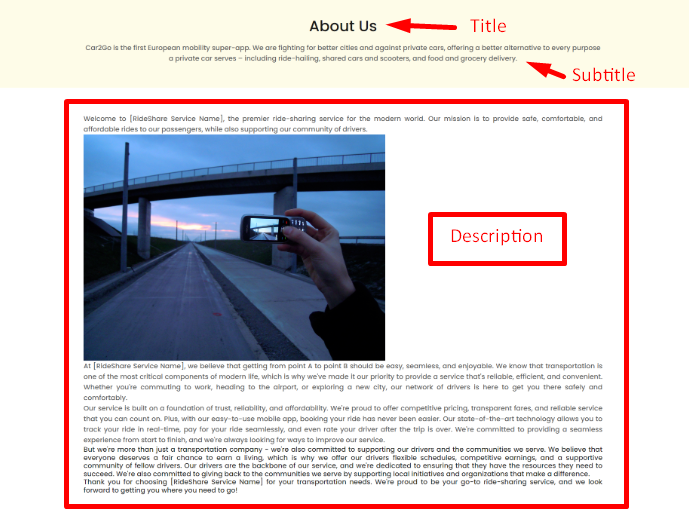 About Us
Title
Car2Go is the first European mobility super-app. We are fighting for better cities and against private cars, offering a better alternative to every purpose
a private car serves – including ride-hailing, shared cars and scooters, and food and grocery delivery.
Subtitle
Welcome to [RideShare Service Name], the premier ride-sharing service for the modern world. Our mission is to provide safe, comfortable, and
affordable rides to our passengers, while also supporting our community of drivers.
Description
At [RideShare Service Name], we believe that getting from point A to point B should be easy, seamless, and enjoyable. We know that transportation is
one of the most critical components of modern life, which is why we've made it our priority to provide a service that's reliable, efficient, and convenient.
Whether you're commuting to work, heading to the airport, or exploring a new city, our network of drivers is here to get you there safely and
comfortably.
Our service is built on a foundation of trust, reliability, and affordability. We're proud to offer competitive pricing, transparent fares, and reliable service
that you can count on. Plus, with our easy-to-use mobile app, booking your ride has never been easier. Our state-of-the-art technology allows you to
track your ride in real-time, pay for your ride seamlessly, and even rate your driver after the trip is over. We're committed to providing a seamless
experience from start to finish, and we're always looking for ways to improve our service.
But we're more than just a transportation company - we're also committed to supporting our drivers and the communities we serve. We believe that
everyone deserves a fair chance to earn a living, which is why we offer our drivers flexible schedules, competitive earnings, and a supportive
community of fellow drivers. Our drivers are the backbone of our service, and we're dedicated to ensuring that they have the resources they need to
succeed. We're also committed to giving back to the communities we serve by supporting local initiatives and organizations that make a difference.
Thank you for choosing [RideShare Service Name] for your transportation needs. We're proud to be your go-to ride-sharing service, and we look
forward to getting you where you need to go!